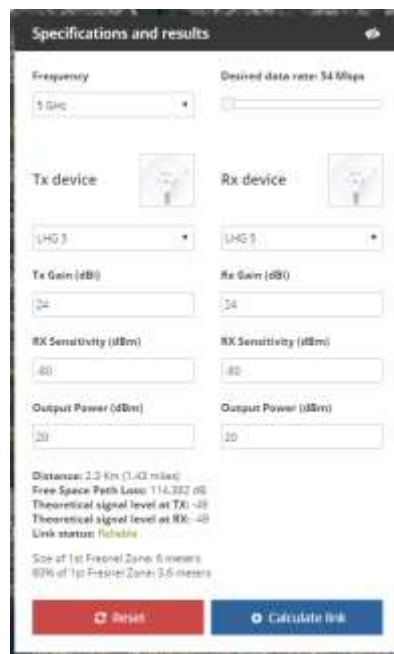 Specifications and results
Frequency
Desired data rate: 54 Mbps
5 GHz
Tx device
Rx device
LHG 5
LHG 5
Tx Gain (dBi)
Rx Gain (dBi)
24
24
RX Sensitivity (dBm)
RX Sensitivity (dBm)
-80
-80
Output Power (dBm)
Output Power (dBm)
20
20
Distance: 2.3 Km (1.43 miles)
Free Space Path Loss: dB
Theoretical signal level at TX:
Theoretical signal level at RX:
Link status: Reliable
Size of 1st Fresnel Zone: 6 meters
60% of 1st Fresnel Zone: 3.6 meters
Reset
Calculate link